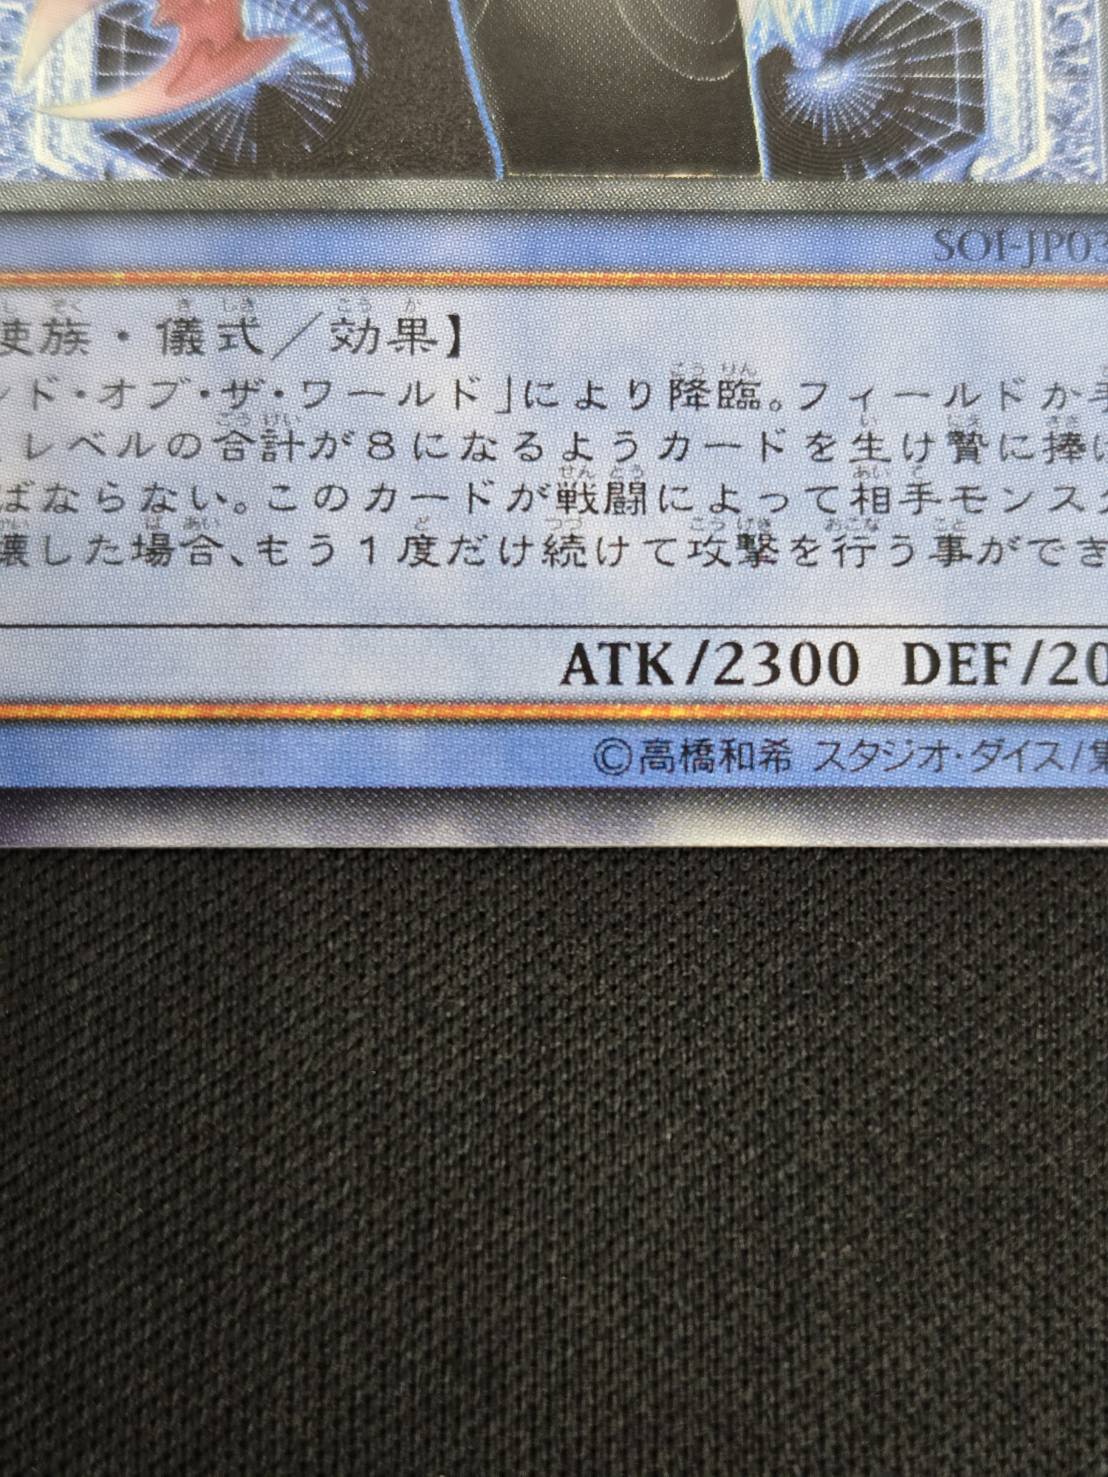 SOI-JP03
使族・儀式／効果】
ド・オブ・ザ・ワールド」により降臨。フィールドか手
レベルの合計が8になるようカードを生け贄に捧げ
ばならない。このカードが戦闘によって相手モンスタ
壊した場合、もう1度だけ続けて攻撃を行う事ができ
ATK/2300 DEF/20
©高橋和希 スタジオ・ダイス/集